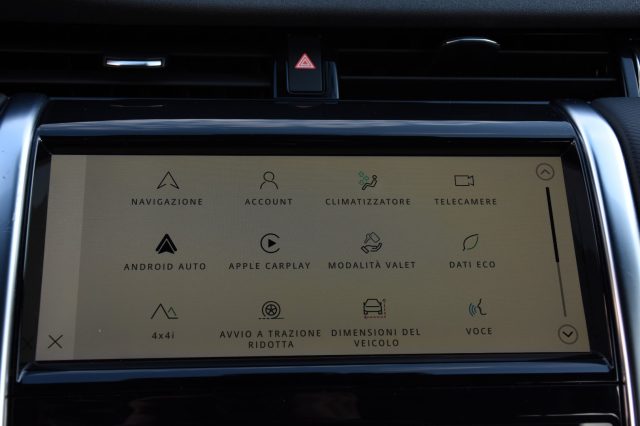 NAVIGAZIONE ACCOUNT CLIMATIZZATORE TELECAMERE
ANDROID AUTO APPLE CARPLAY MODALITÀ VALET DATI ECO
4x4i AVVIO A TRAZIONE RIDOTTA DIMENSIONI DEL VEICOLO VOCE